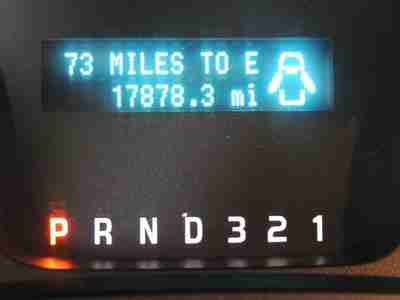 73 MILES TO E
17878.3 mi
P R N D 3 2 1